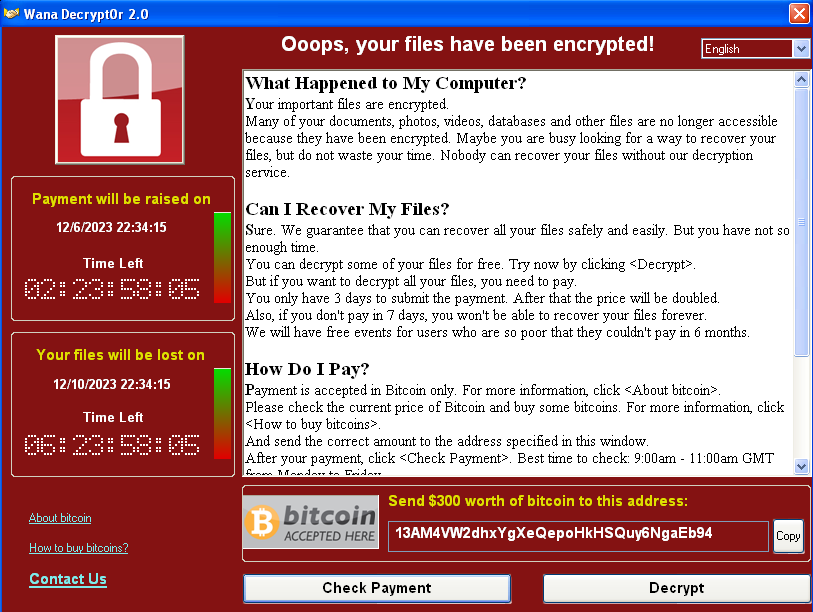 Wana Decrypt0r 2.0
Ooops, your files have been encrypted!
English
Payment will be raised on
12/6/2023 22:34:15
Time Left
02:23:58:05
Your files will be lost on
12/10/2023 22:34:15
Time Left
06:23:58:05
About bitcoin
How to buy bitcoins?
Contact Us
What Happened to My Computer?
Your important files are encrypted.
Many of your documents, photos, videos, databases and other files are no longer accessible
because they have been encrypted. Maybe you are busy looking for a way to recover your
files, but do not waste your time. Nobody can recover your files without our decryption
service.
Can I Recover My Files?
Sure. We guarantee that you can recover all your files safely and easily. But you have not so
enough time.
You can decrypt some of your files for free. Try now by clicking <Decrypt>.
But if you want to decrypt all your files, you need to pay.
You only have 3 days to submit the payment. After that the price will be doubled.
Also, if you don't pay in 7 days, you won't be able to recover your files forever.
We will have free events for users who are so poor that they couldn't pay in 6 months.
How Do I Pay?
Payment is accepted in Bitcoin only. For more information, click <About bitcoin>.
Please check the current price of Bitcoin and buy some bitcoins. For more information, click
<How to buy bitcoins>.
And send the correct amount to the address specified in this window.
After your payment, click <Check Payment>. Best time to check: 9:00am - 11:00am GMT
from Monday to Friday
bitcoin
ACCEPTED HERE
Send $300 worth of bitcoin to this address:
13AM4VW2dhxYgXeQepoHkHSQuy6NgaEb94
Copy
Check Payment
Decrypt